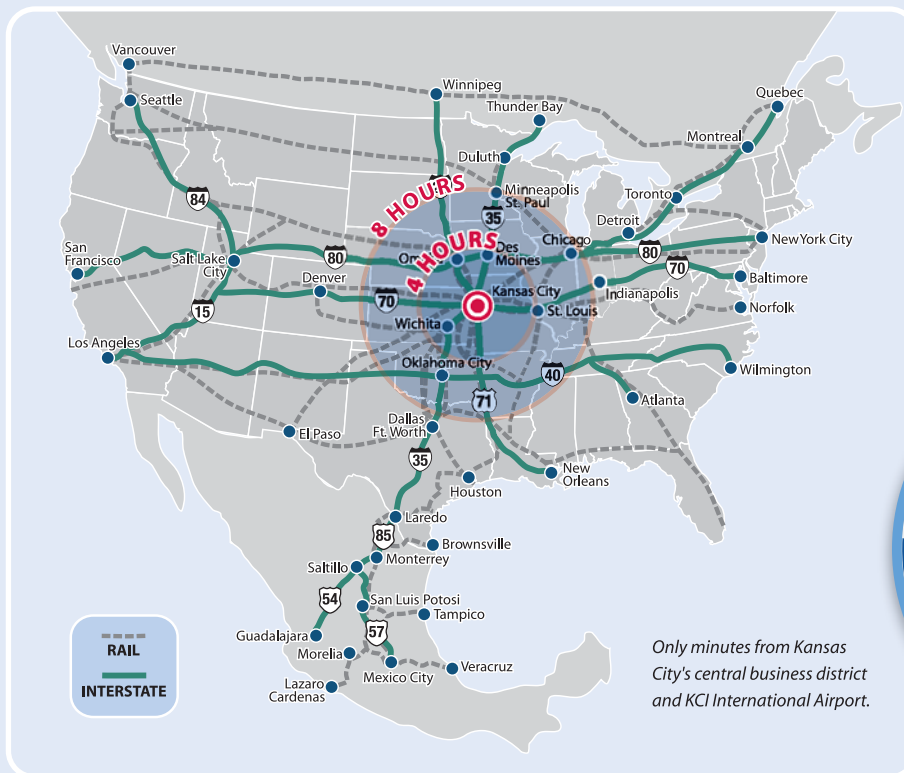 Vancouver
Seattle
Winnipeg
Thunder Bay
Quebec
Montreal
Duluth
Toronto
84
8 HOURS
Minneapolis
St. Paul
35
Detroit
San
Francisco
Salt Lake
City
80
4 HOURS
Des
Moines
Chicago
80
New York City
Denver
70
Kansas City
70
Baltimore
Indianapolis
Norfolk
15
Wichita
St. Louis
Los Angeles
Oklahoma City
40
Wilmington
71
Atlanta
Dallas
Ft. Worth
El Paso
35
New
Orleans
Houston
Laredo
85
Brownsville
Monterrey
Saltillo
54
San Luis Potosi
Tampico
57
Guadalajara
Morelia
Mexico City
Veracruz
Lazaro
Cardenas
RAIL
INTERSTATE
Only minutes from Kansas
City's central business district
and KCI International Airport.